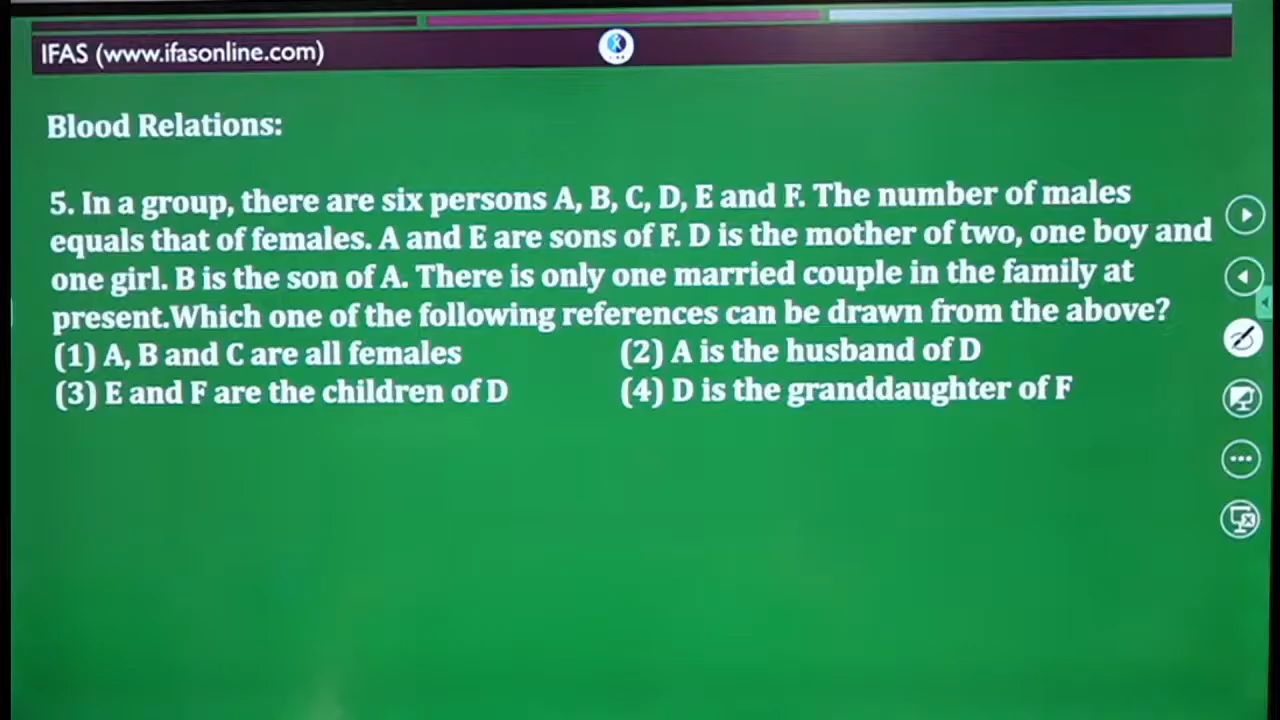 IFAS (www.ifasonline.com)
Blood Relations:
5. In a group, there are six persons A, B, C, D, E and F. The number of males
equals that of females. A and E are sons of F. D is the mother of two, one boy and
one girl. B is the son of A. There is only one married couple in the family at
present.Which one of the following references can be drawn from the above?
(1) A, B and C are all females (2) A is the husband of D
(3) E and F are the children of D (4) D is the granddaughter of F